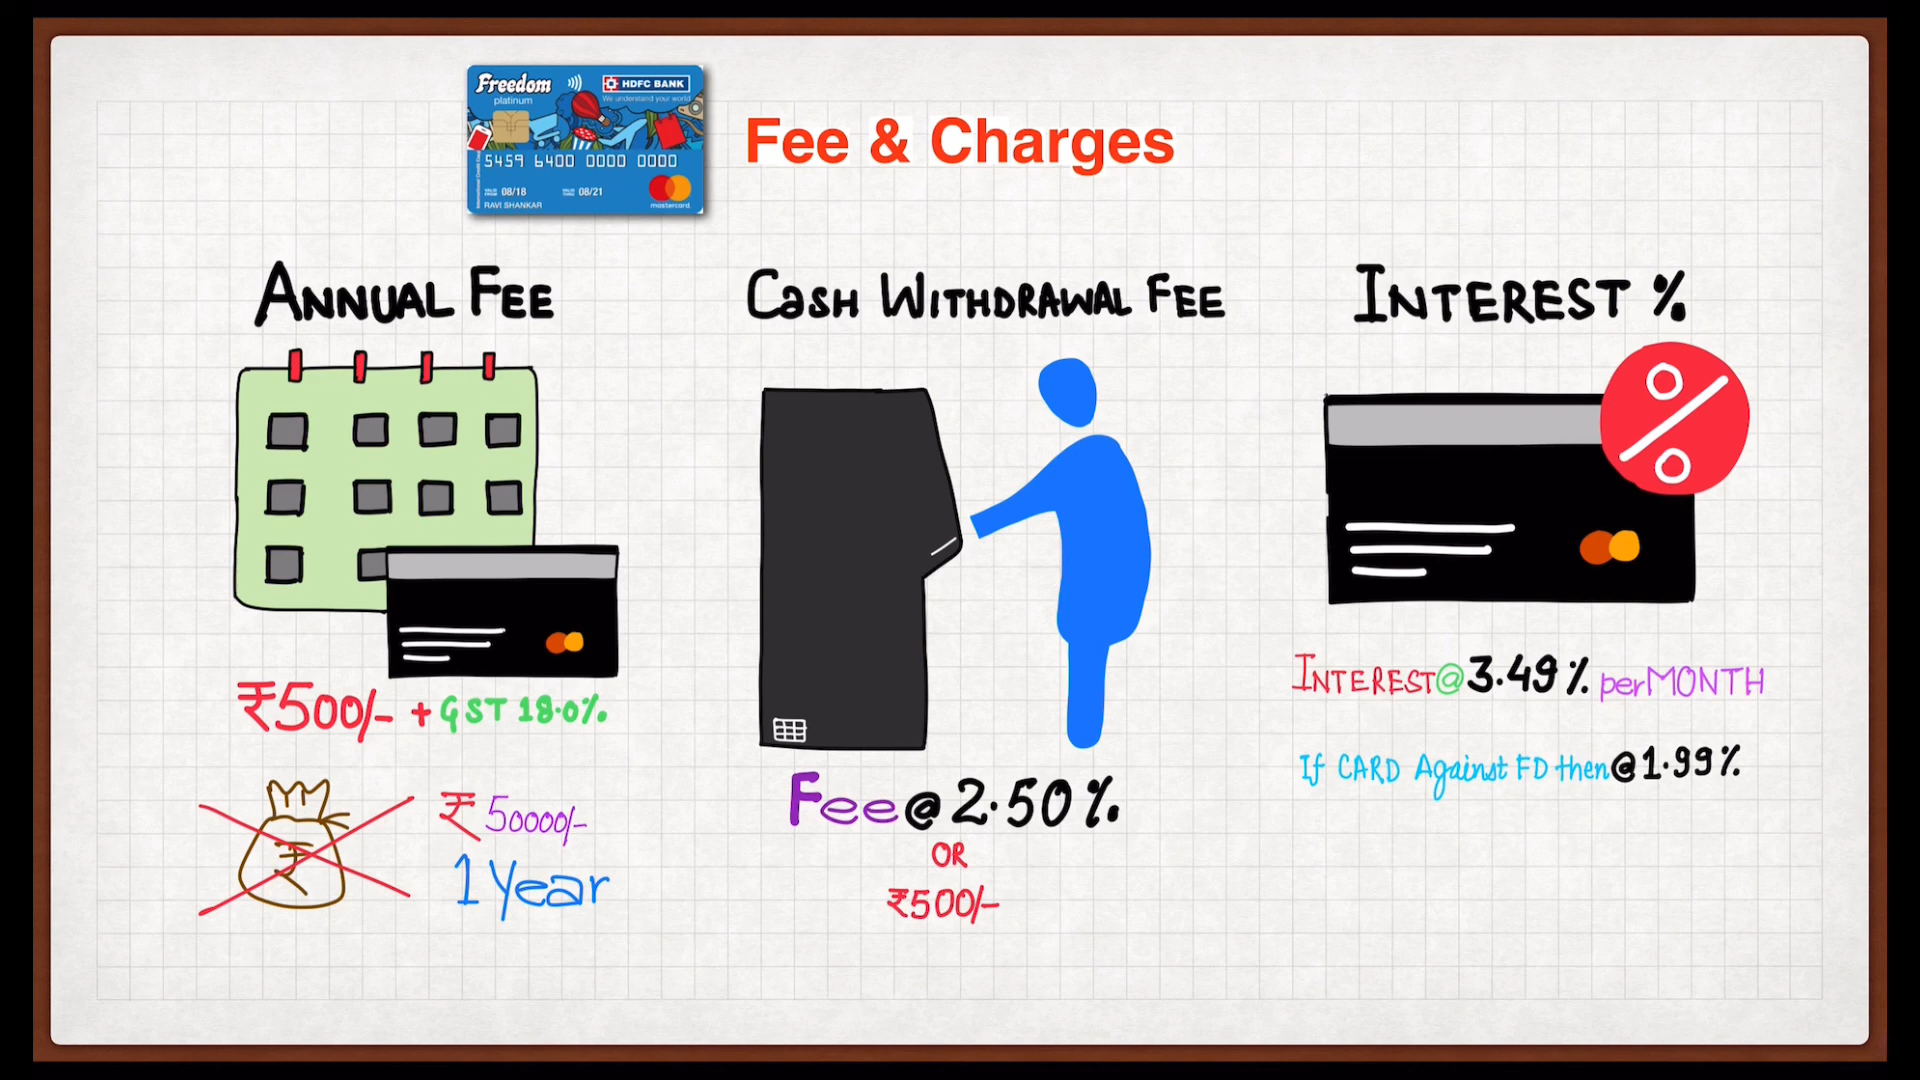 Freedom
platinum
HDFC BANK
We understand your world
5459 6400 0000 0000
08/18
08/21
RAVI SHANKAR
mastercard
Fee & Charges
ANNUAL FEE
₹500/- + GST 18.0%
₹ 50000/-
1 Year
₹
CasH WITHDRAWAL FEE
Fee@2.50%
OR
₹500/-
INTEREST %
%
INTEREST@3.49% perMONTH
If CARD Against FD then@1.99%